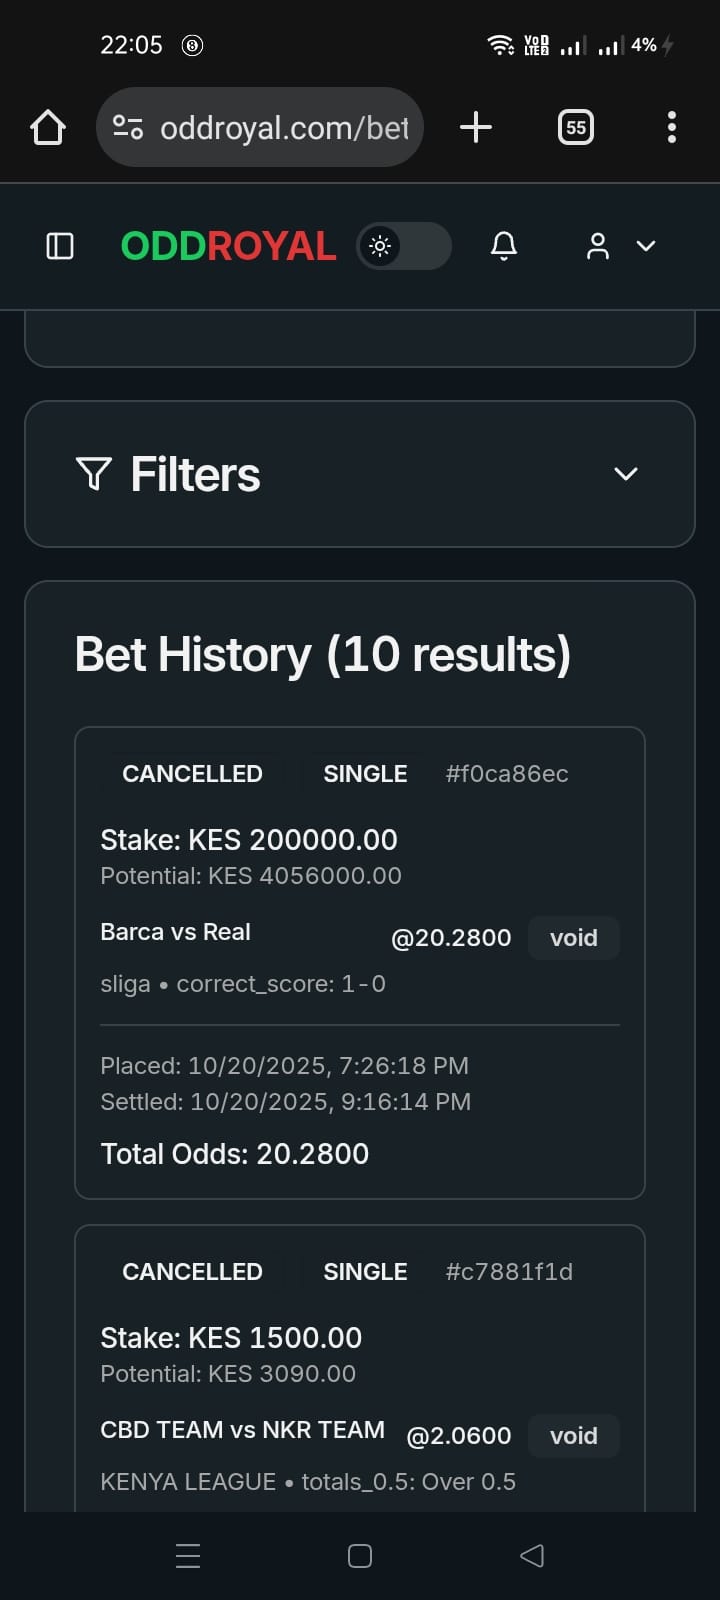 22:05
VoD LTE2
4%
oddroyal.com/bet
55
ODDROYAL
Filters
Bet History (10 results)
CANCELLED SINGLE #f0ca86ec
Stake: KES 200000.00
Potential: KES 4056000.00
Barca vs Real @20.2800 void
sliga • correct_score: 1-0
Placed: 10/20/2025, 7:26:18 PM
Settled: 10/20/2025, 9:16:14 PM
Total Odds: 20.2800
CANCELLED SINGLE #c7881f1d
Stake: KES 1500.00
Potential: KES 3090.00
CBD TEAM vs NKR TEAM @2.0600 void
KENYA LEAGUE • totals_0.5: Over 0.5